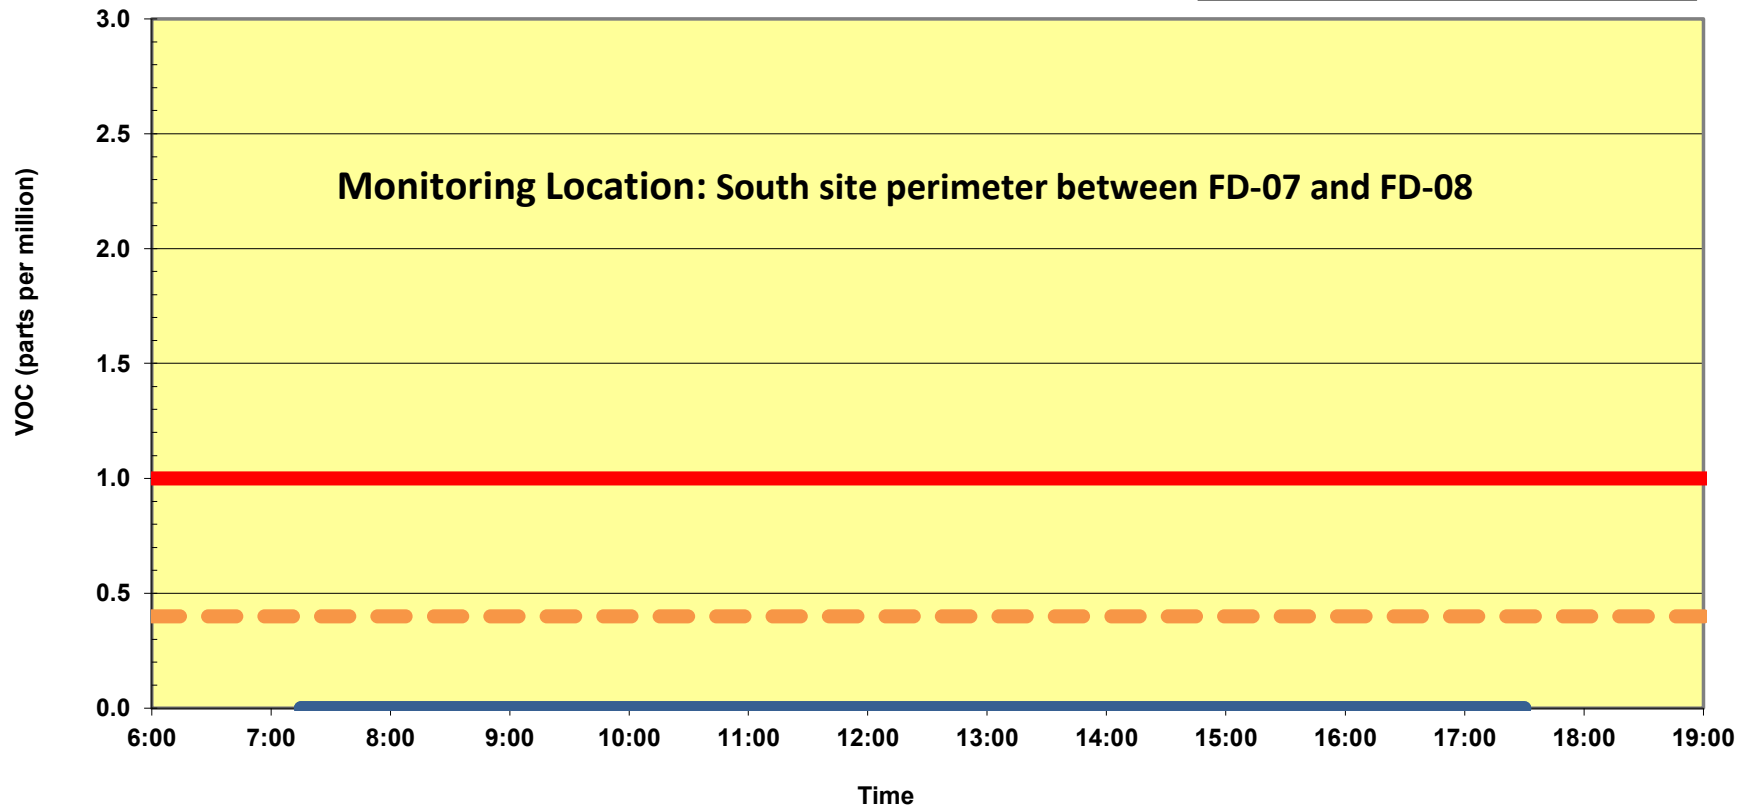 3.0
2.5
Monitoring Location: South site perimeter between FD-07 and FD-08
2.0
1.5
1.0
0.5
0.0
VOC (parts per million)
6:00 7:00 8:00 9:00 10:00 11:00 12:00 13:00 14:00 15:00 16:00 17:00 18:00 19:00
Time